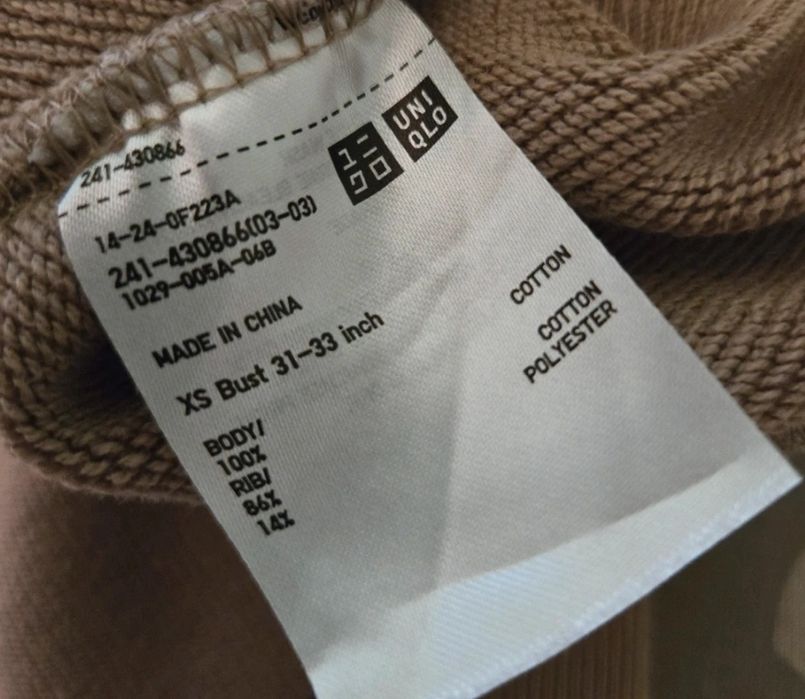 241-430866
ユニ
クロ
UNI
QLO
14-24-0F223A
241-430866(03-03)
1029-005A-06B
MADE IN CHINA
XS Bust 31-33 inch
BODY/
100% COTTON
RIB/
86% COTTON
14% POLYESTER